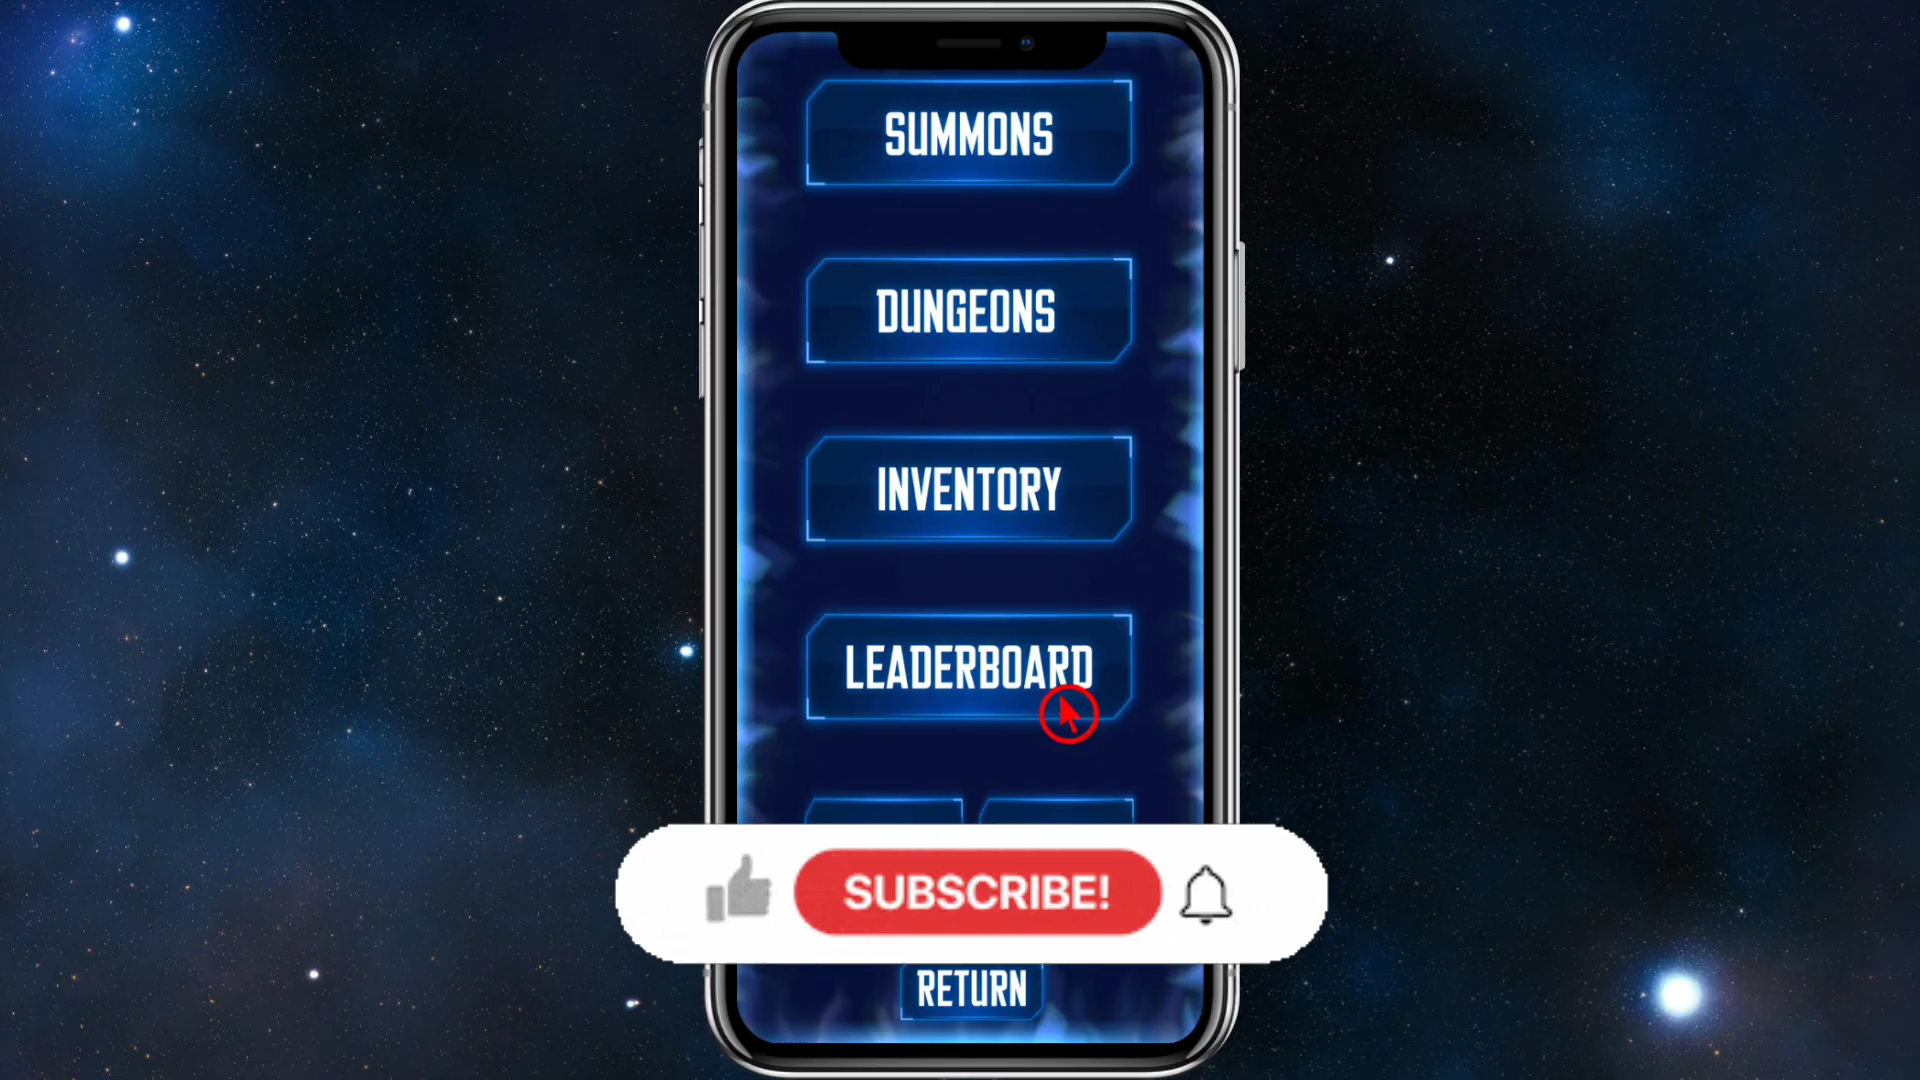 SUMMONS
DUNGEONS
INVENTORY
LEADERBOARD
SUBSCRIBE!
RETURN